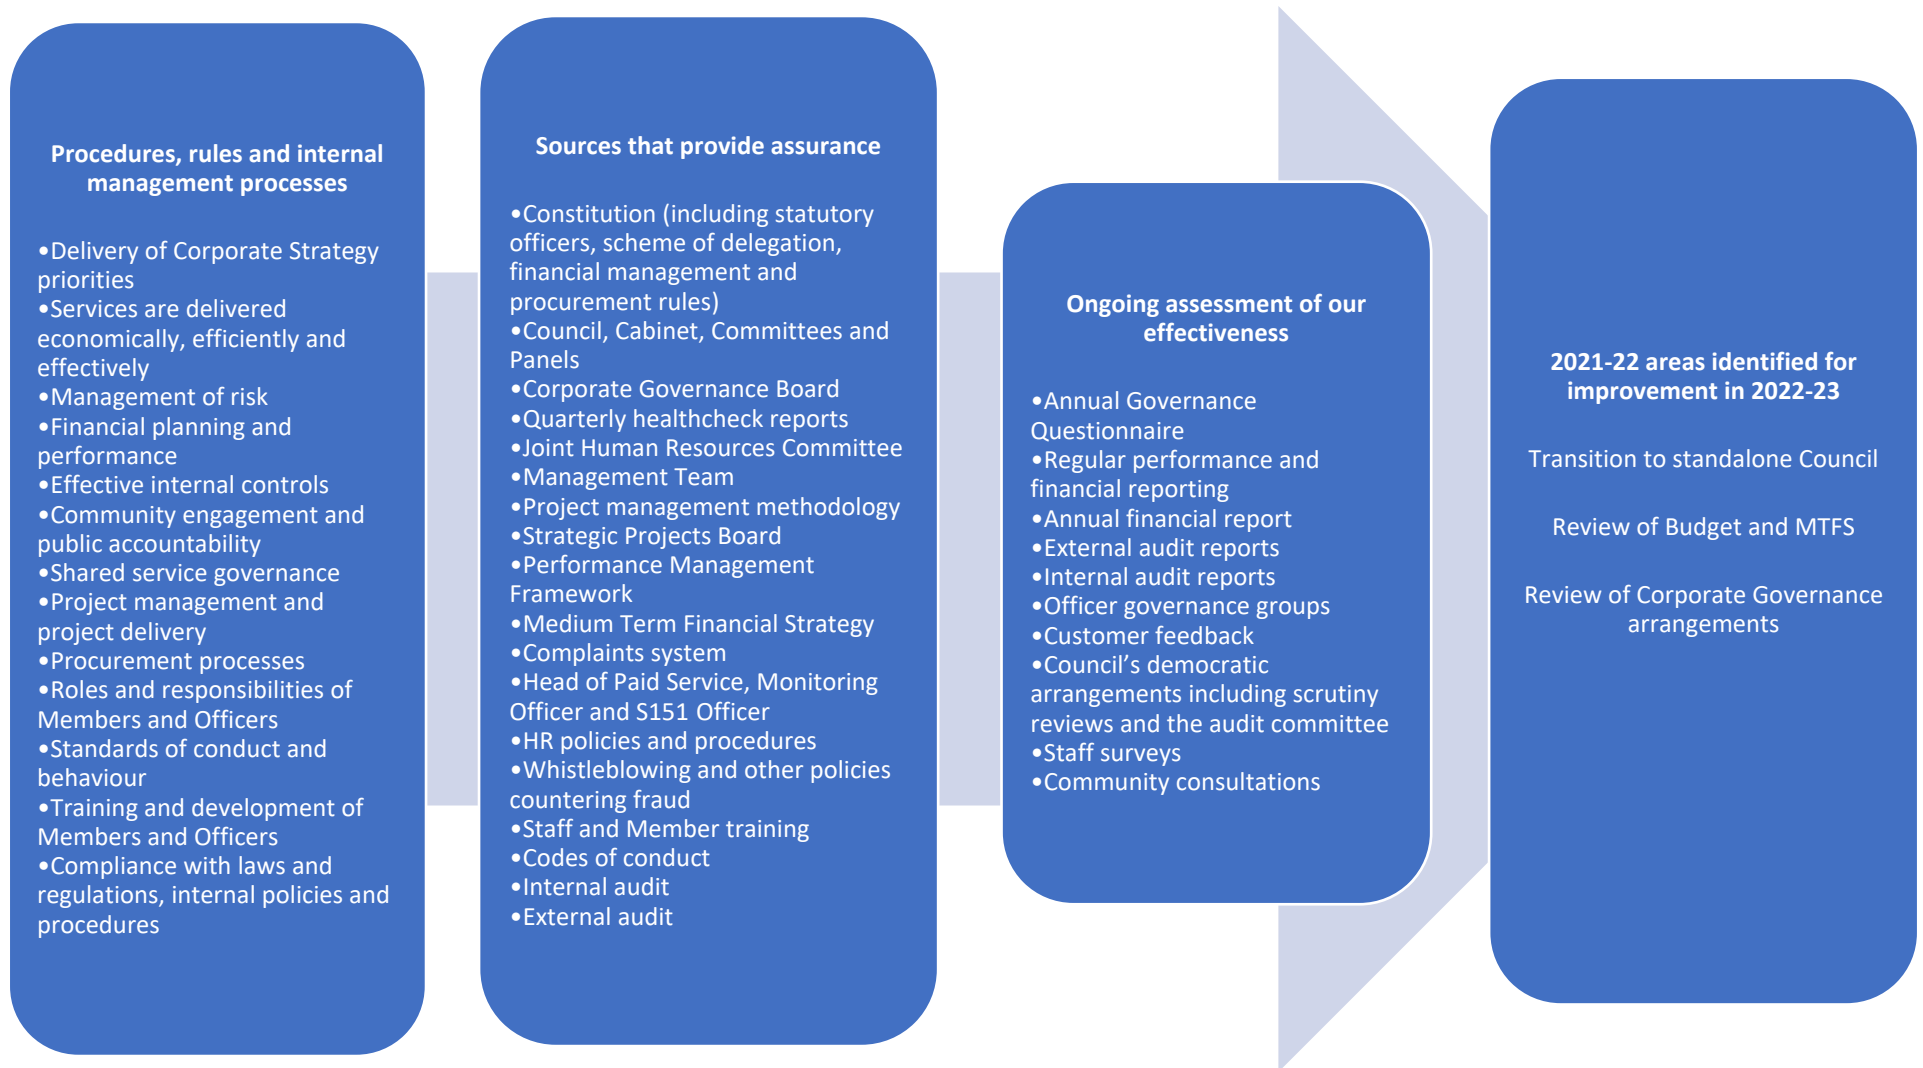 Procedures, rules and internal
management processes
•Delivery of Corporate Strategy
priorities
•Services are delivered
economically, efficiently and
effectively
•Management of risk
•Financial planning and
performance
•Effective internal controls
•Community engagement and
public accountability
•Shared service governance
•Project management and
project delivery
•Procurement processes
•Roles and responsibilities of
Members and Officers
•Standards of conduct and
behaviour
•Training and development of
Members and Officers
•Compliance with laws and
regulations, internal policies and
procedures
Sources that provide assurance
•Constitution (including statutory
officers, scheme of delegation,
financial management and
procurement rules)
•Council, Cabinet, Committees and
Panels
•Corporate Governance Board
•Quarterly healthcheck reports
•Joint Human Resources Committee
•Management Team
•Project management methodology
•Strategic Projects Board
•Performance Management
Framework
•Medium Term Financial Strategy
•Complaints system
•Head of Paid Service, Monitoring
Officer and S151 Officer
•HR policies and procedures
•Whistleblowing and other policies
countering fraud
•Staff and Member training
•Codes of conduct
•Internal audit
•External audit
Ongoing assessment of our
effectiveness
•Annual Governance
Questionnaire
•Regular performance and
financial reporting
•Annual financial report
•External audit reports
•Internal audit reports
•Officer governance groups
•Customer feedback
•Council’s democratic
arrangements including scrutiny
reviews and the audit committee
•Staff surveys
•Community consultations
2021-22 areas identified for
improvement in 2022-23
Transition to standalone Council
Review of Budget and MTFS
Review of Corporate Governance
arrangements